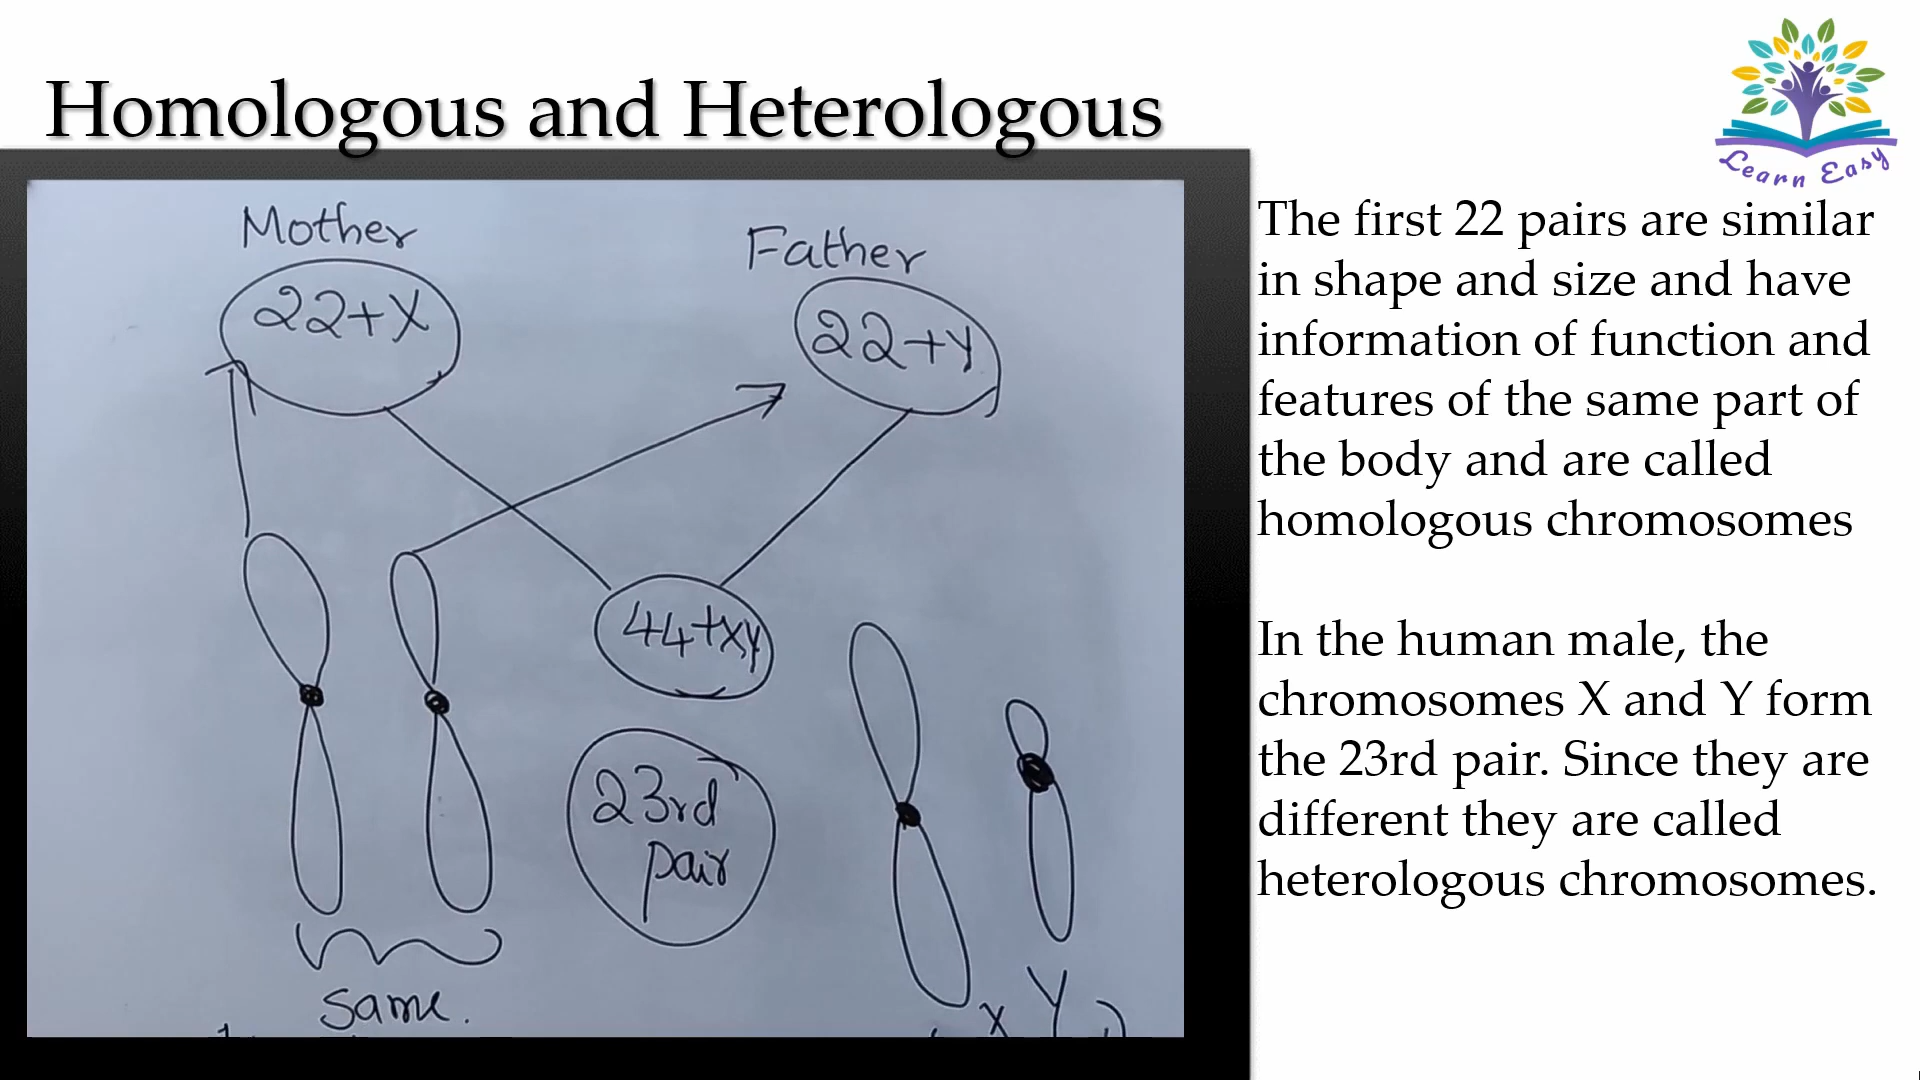 Homologous and Heterologous
Learn Easy
Mother
Father
22+X
22+Y
44+XY
23rd
pair
same.
X Y
The first 22 pairs are similar
in shape and size and have
information of function and
features of the same part of
the body and are called
homologous chromosomes
In the human male, the
chromosomes X and Y form
the 23rd pair. Since they are
different they are called
heterologous chromosomes.